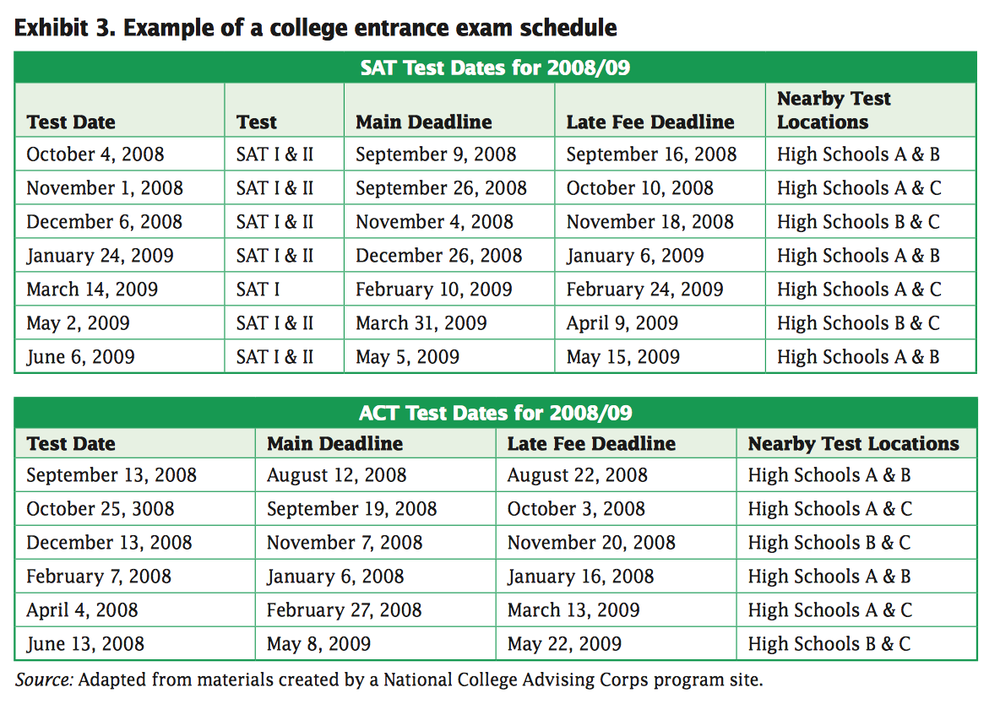 Exhibit 3. Example of a college entrance exam schedule
SAT Test Dates for 2008/09
Test Date Test Main Deadline Late Fee Deadline Nearby Test Locations
October 4, 2008 SAT I & II September 9, 2008 September 16, 2008 High Schools A & B
November 1, 2008 SAT I & II September 26, 2008 October 10, 2008 High Schools A & C
December 6, 2008 SAT I & II November 4, 2008 November 18, 2008 High Schools B & C
January 24, 2009 SAT I & II December 26, 2008 January 6, 2009 High Schools A & B
March 14, 2009 SAT I February 10, 2009 February 24, 2009 High Schools A & C
May 2, 2009 SAT I & II March 31, 2009 April 9, 2009 High Schools B & C
June 6, 2009 SAT I & II May 5, 2009 May 15, 2009 High Schools A & B
ACT Test Dates for 2008/09
Test Date Main Deadline Late Fee Deadline Nearby Test Locations
September 13, 2008 August 12, 2008 August 22, 2008 High Schools A & B
October 25, 3008 September 19, 2008 October 3, 2008 High Schools A & C
December 13, 2008 November 7, 2008 November 20, 2008 High Schools B & C
February 7, 2008 January 6, 2008 January 16, 2008 High Schools A & B
April 4, 2008 February 27, 2008 March 13, 2009 High Schools A & C
June 13, 2008 May 8, 2009 May 22, 2009 High Schools B & C
Source: Adapted from materials created by a National College Advising Corps program site.